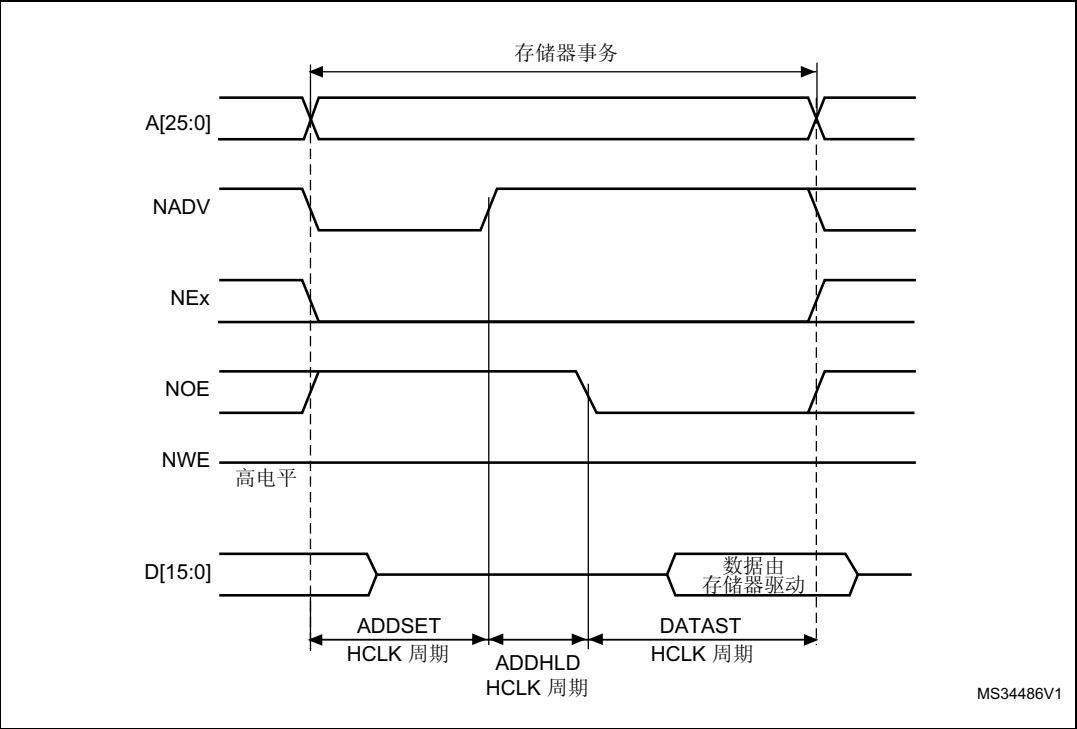 存储器事务
A[25:0]
NADV
NEx
NOE
NWE
高电平
D[15:0]
数据由
存储器驱动
ADDSET
HCLK 周期
ADDHLD
HCLK 周期
DATAST
HCLK 周期
MS34486V1